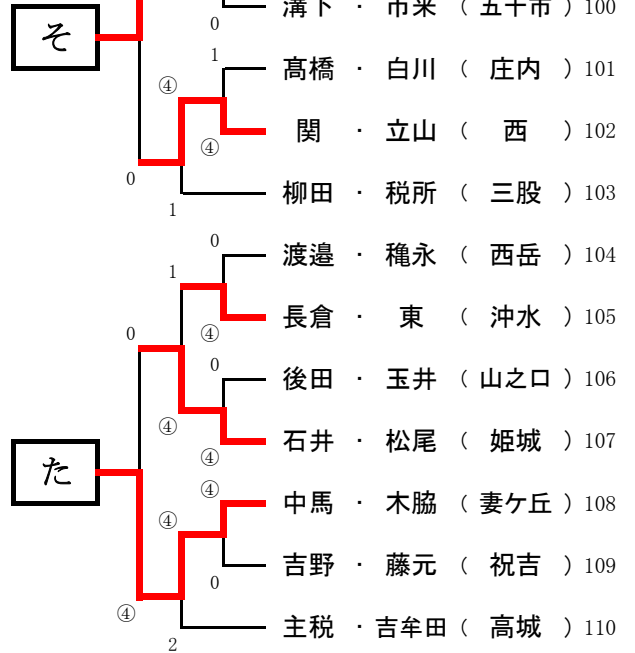 溝下 ・ 市来 （ 五十市 ）100
そ
0
1
髙橋 ・ 白川 （ 庄内 ）101
④
関 ・ 立山 （ 西 ）102
④
0
柳田 ・ 税所 （ 三股 ）103
1
0
渡邉 ・ 穐永 （ 西岳 ）104
1
長倉 ・ 東 （ 沖水 ）105
0
④
0
後田 ・ 玉井 （ 山之口 ）106
④
石井 ・ 松尾 （ 姫城 ）107
④
た
④
中馬 ・ 木脇 （ 妻ケ丘 ）108
④
吉野 ・ 藤元 （ 祝吉 ）109
0
④
主税 ・ 吉牟田 （ 高城 ）110
2